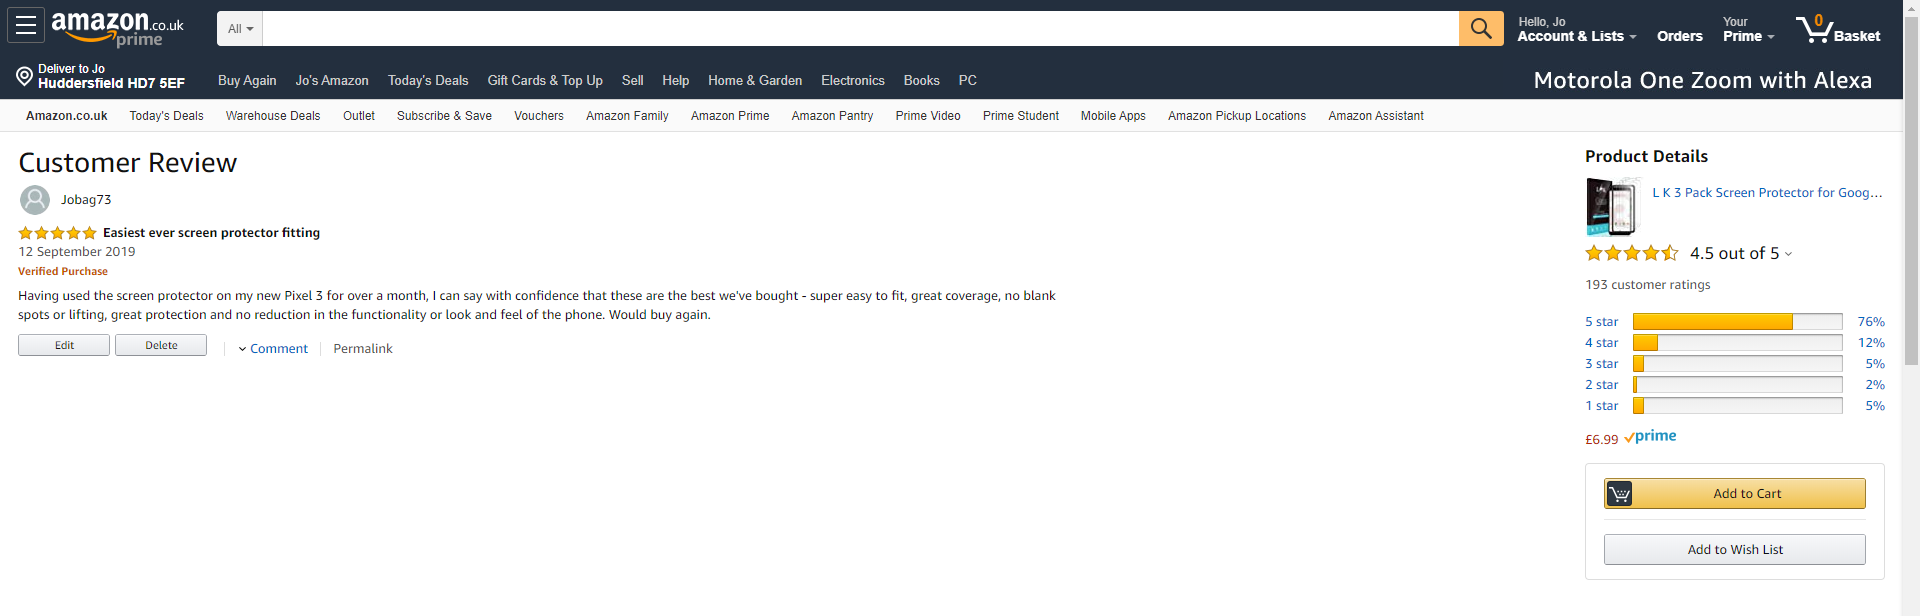 amazon.co.uk
prime
All
Hello, Jo
Account & Lists
Orders
Your
Prime
0
Basket
Deliver to Jo
Huddersfield HD7 5EF
Buy Again Jo's Amazon Today's Deals Gift Cards & Top Up Sell Help Home & Garden Electronics Books PC
Motorola One Zoom with Alexa
Amazon.co.uk Today's Deals Warehouse Deals Outlet Subscribe & Save Vouchers Amazon Family Amazon Prime Amazon Pantry Prime Video Prime Student Mobile Apps Amazon Pickup Locations Amazon Assistant
Customer Review
Jobag73
Easiest ever screen protector fitting
12 September 2019
Verified Purchase
Having used the screen protector on my new Pixel 3 for over a month, I can say with confidence that these are the best we've bought - super easy to fit, great coverage, no blank
spots or lifting, great protection and no reduction in the functionality or look and feel of the phone. Would buy again.
Edit Delete Comment Permalink
Product Details
L K 3 Pack Screen Protector for Goog...
4.5 out of 5
193 customer ratings
5 star 76%
4 star 12%
3 star 5%
2 star 2%
1 star 5%
£6.99 prime
Add to Cart
Add to Wish List